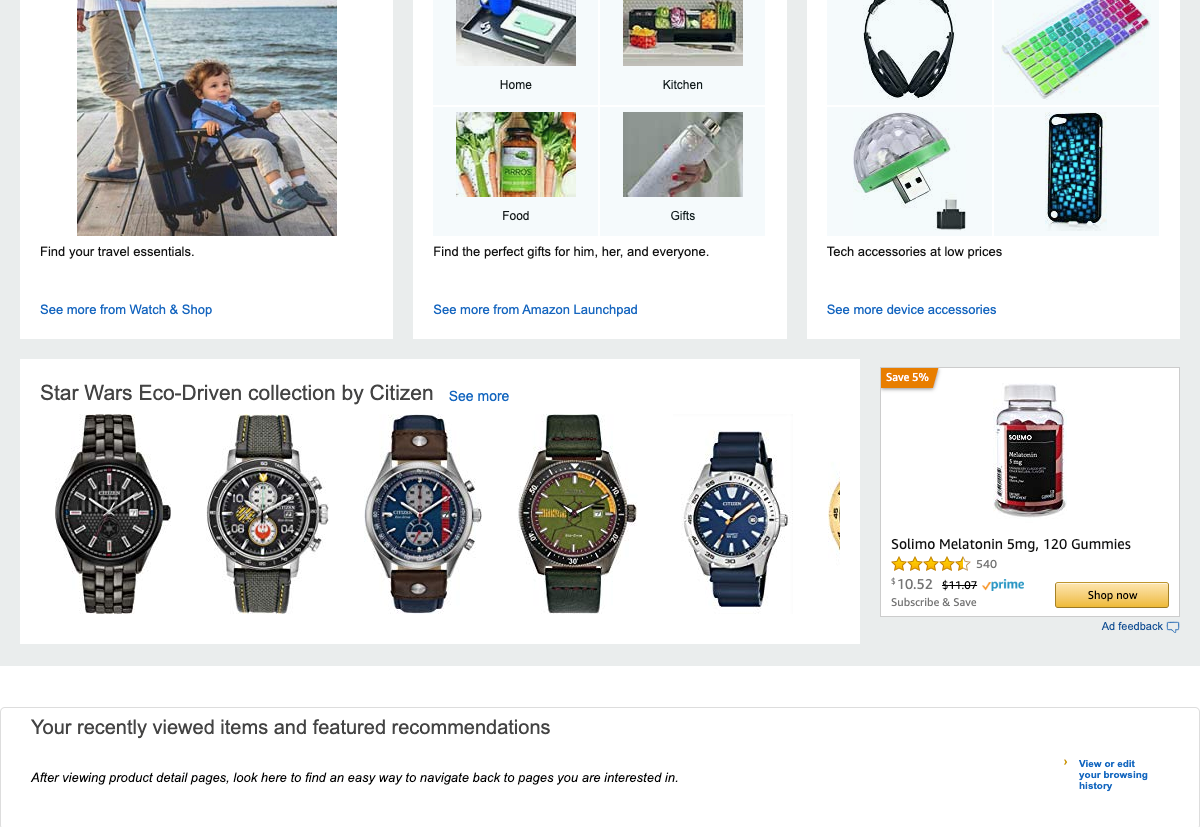 Home
Kitchen
Food
Gifts
Find your travel essentials.
Find the perfect gifts for him, her, and everyone.
Tech accessories at low prices
See more from Watch & Shop
See more from Amazon Launchpad
See more device accessories
Star Wars Eco-Driven collection by Citizen See more
Save 5%
SOLIMO
Melatonin
5 mg
Solimo Melatonin 5mg, 120 Gummies
540
$10.52 $11.07 prime
Subscribe & Save
Shop now
Ad feedback
Your recently viewed items and featured recommendations
After viewing product detail pages, look here to find an easy way to navigate back to pages you are interested in.
› View or edit
your browsing
history